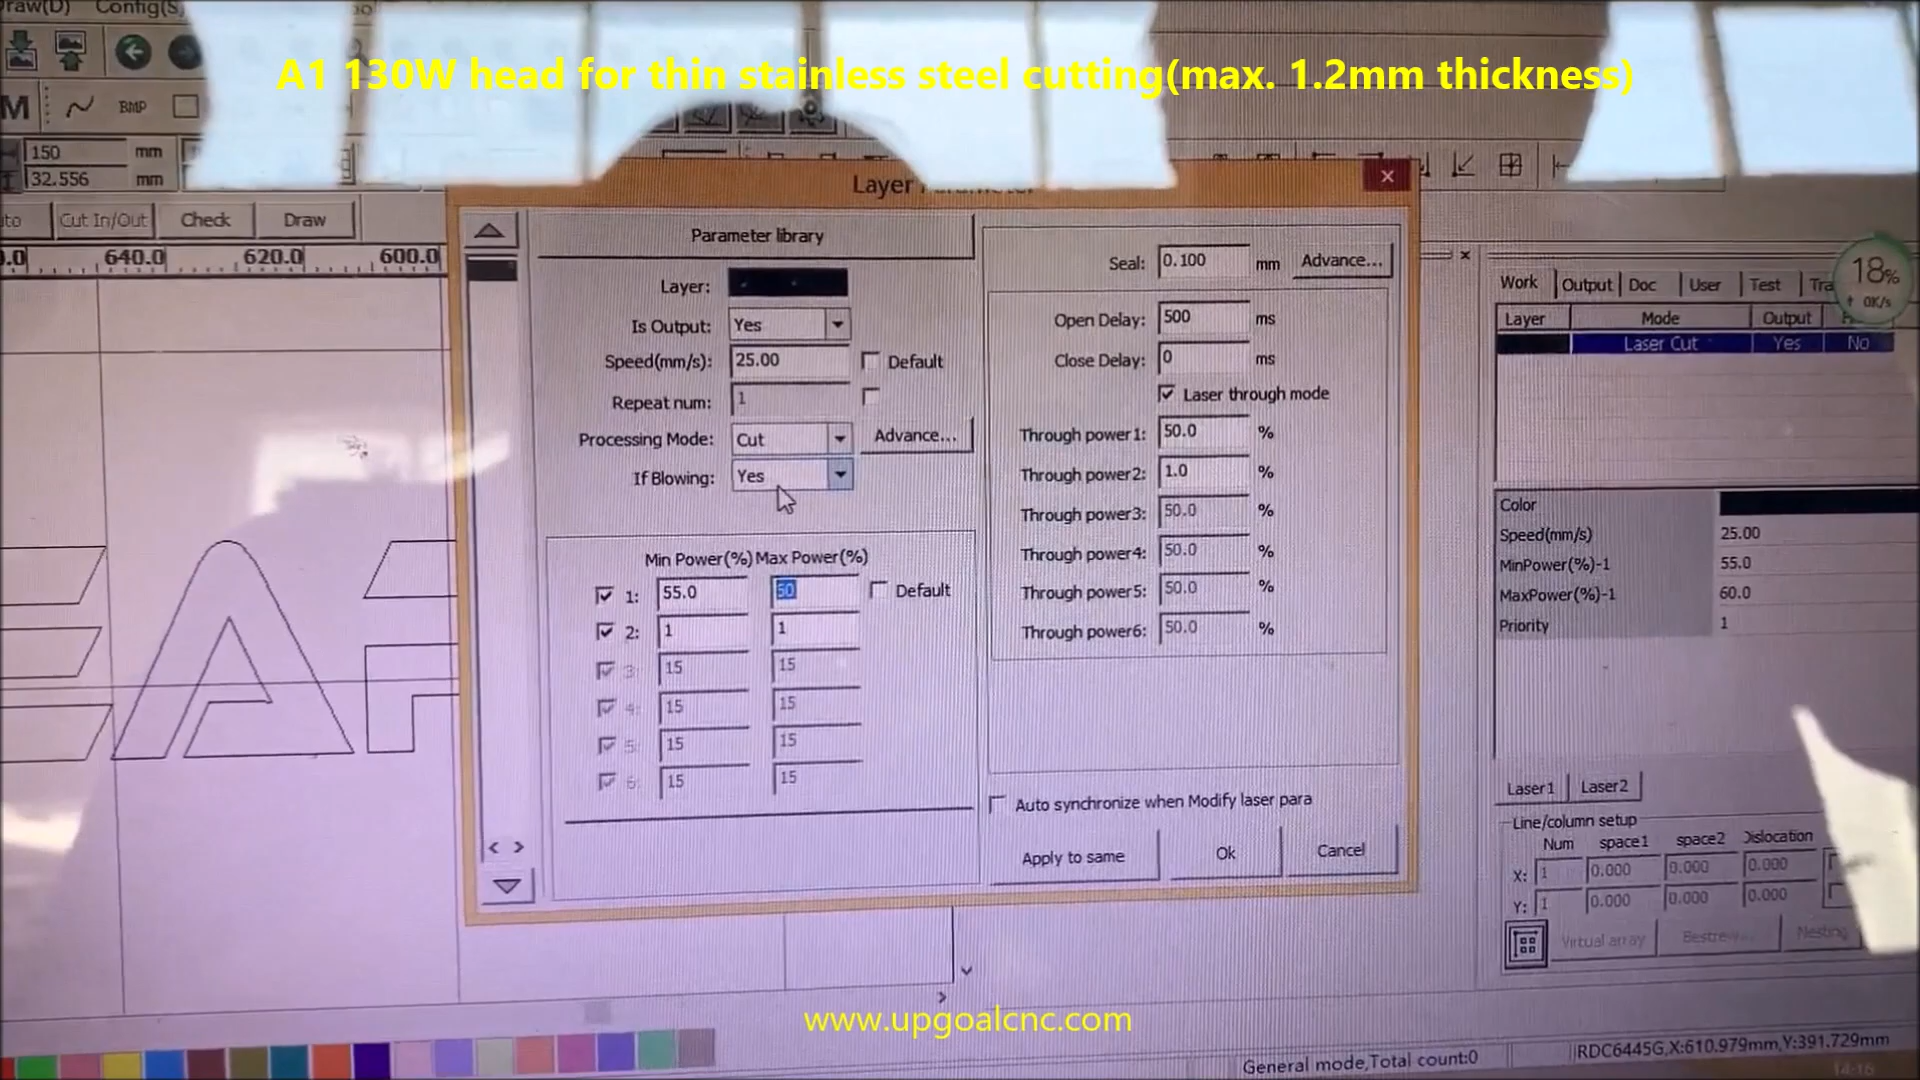 Draw(D) Config(S)
A1 130W head for thin stainless steel cutting(max. 1.2mm thickness)
BMP
150 mm
32.556 mm
Cut In/Out Check Draw
640.0 620.0 600.0
Layer
Parameter library
Layer:
Is Output: Yes
Speed(mm/s): 25.00 Default
Repeat num: 1
Processing Mode: Cut Advance...
If Blowing: Yes
Min Power(%) Max Power(%)
1: 55.0 50 Default
2: 1 1
3: 15 15
4: 15 15
5: 15 15
6: 15 15
Seal: 0.100 mm Advance...
Open Delay: 500 ms
Close Delay: 0 ms
Laser through mode
Through power1: 50.0 %
Through power2: 1.0 %
Through power3: 50.0 %
Through power4: 50.0 %
Through power5: 50.0 %
Through power6: 50.0 %
Auto synchronize when Modify laser para
Apply to same Ok Cancel
18%
0K/s
Work Output Doc User Test
Layer Mode Output
Laser Cut Yes No
Color
Speed(mm/s) 25.00
MinPower(%)-1 55.0
MaxPower(%)-1 60.0
Priority 1
Laser1 Laser2
Line/column setup
Num space1 space2 Dislocation
X: 1 0.000 0.000 0.000
Y: 1 0.000 0.000 0.000
Virtual array Nesting
www.upgoalcnc.com
General mode,Total count:0
RDC6445G,X:610.979mm,Y:391.729mm
14:16